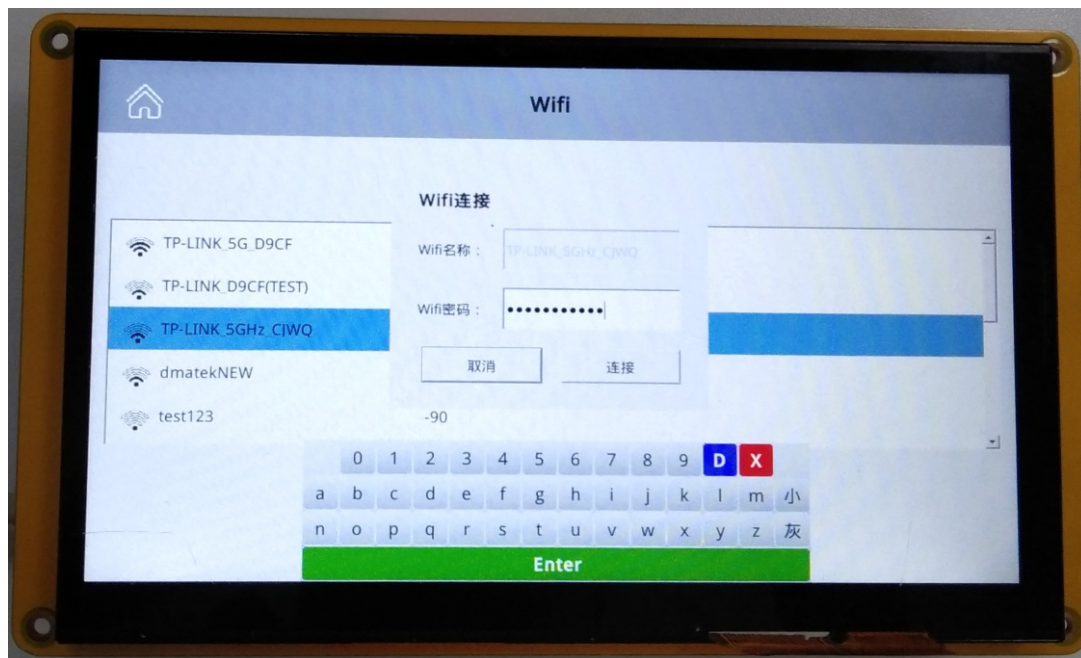 Wifi
Wifi连接
TP-LINK_5G_D9CF
Wifi名称：
TP-LINK_5GHz_CJWQ
TP-LINK_D9CF(TEST)
Wifi密码：
•••••••••••
TP-LINK_5GHz_CJWQ
取消
连接
dmatekNEW
test123
-90
0 1 2 3 4 5 6 7 8 9 D X
a b c d e f g h i j k l m 小
n o p q r s t u v w x y z 灰
Enter